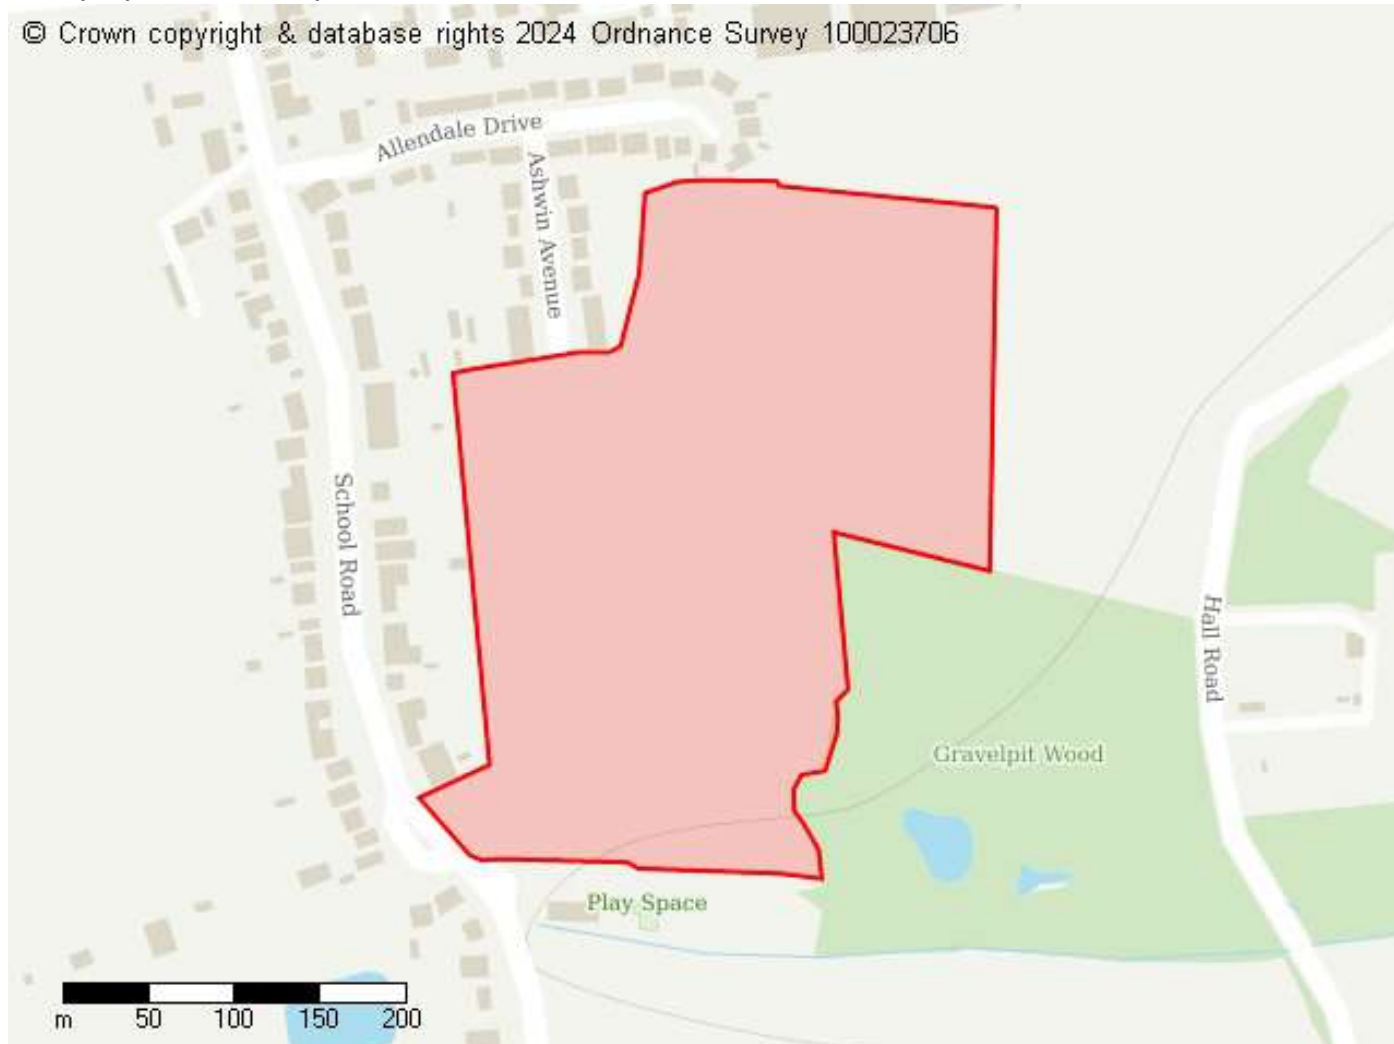 © Crown copyright & database rights 2024 Ordnance Survey 100023706
Allendale Drive
Ashwin Avenue
School Road
Hall Road
Gravelpit Wood
Play Space
m 50 100 150 200